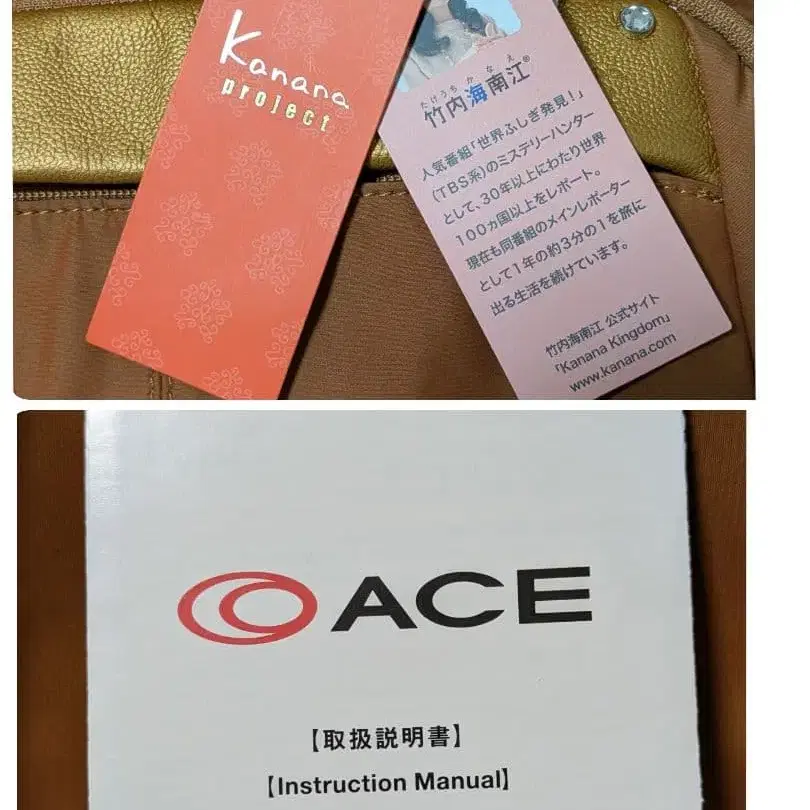 Kanana
project
たけうち か な え
竹内海南江®
人気番組「世界ふしぎ発見！」
(TBS系)のミステリーハンター
として、30年以上にわたり世界
100ヵ国以上をレポート。
現在も同番組のメインレポーター
として1年の約3分の1を旅に
出る生活を続けています。
竹内海南江 公式サイト
「Kanana Kingdom」
www.kanana.com
ACE
【取扱説明書】
【Instruction Manual】